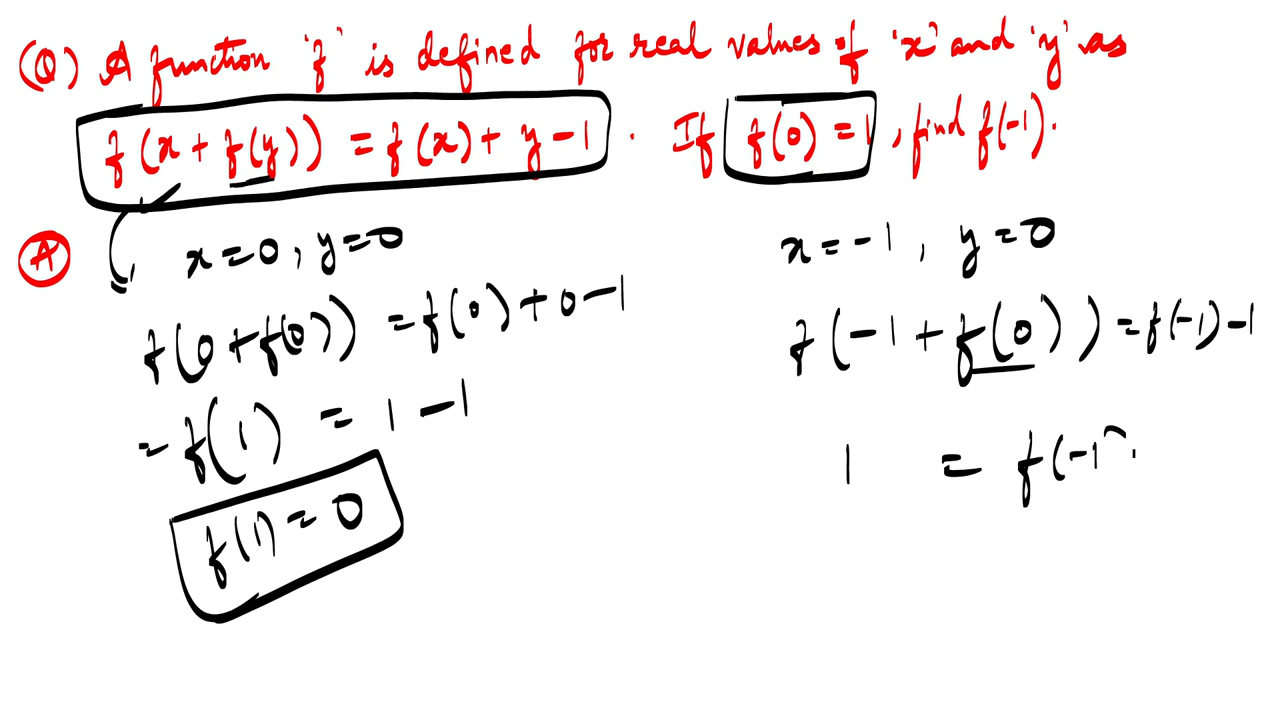 (Q) A function 'f' is defined for real values of 'x' and 'y' as
f(x + f(y)) = f(x) + y - 1 . If f(0) = 1 , find f(-1).
(A)
x = 0 , y = 0
f(0 + f(0)) = f(0) + 0 - 1
= f(1) = 1 - 1
f(1) = 0
x = -1 , y = 0
f(-1 + f(0)) = f(-1) - 1
1 = f(-1)